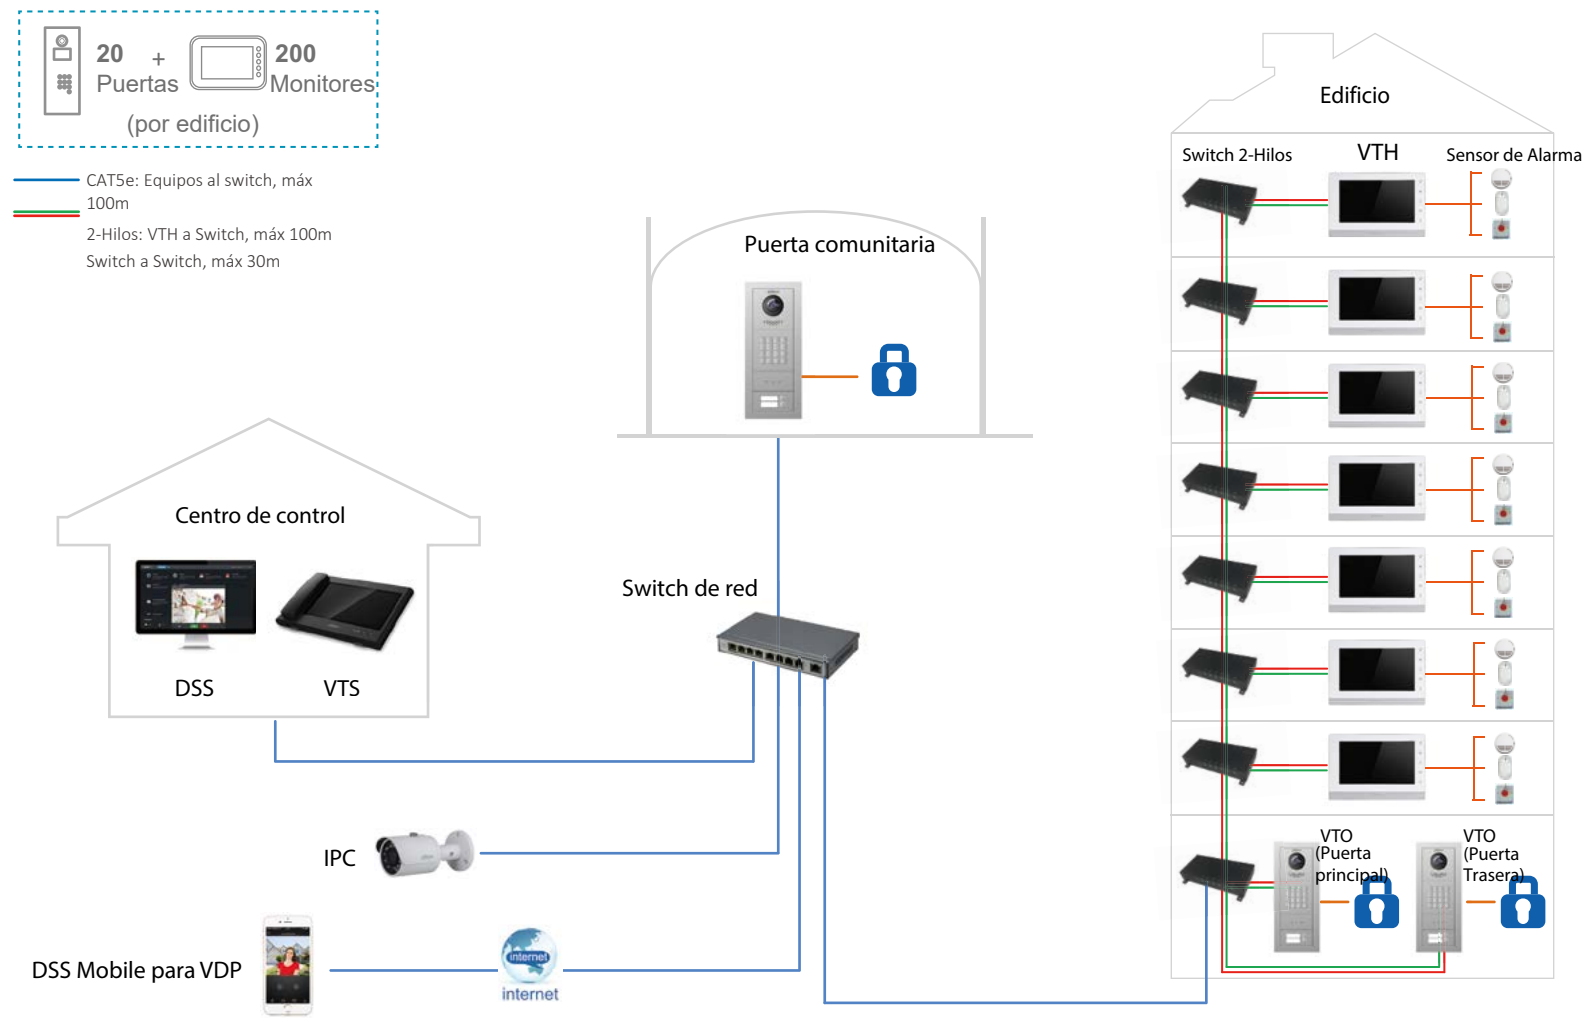 20 + 200
Puertas Monitores
(por edificio)
CAT5e: Equipos al switch, máx
100m
2-Hilos: VTH a Switch, máx 100m
Switch a Switch, máx 30m
Edificio
Switch 2-Hilos
VTH
Sensor de Alarma
Puerta comunitaria
Centro de control
DSS
VTS
Switch de red
IPC
DSS Mobile para VDP
internet
internet
VTO
(Puerta
principal)
VTO
(Puerta
Trasera)